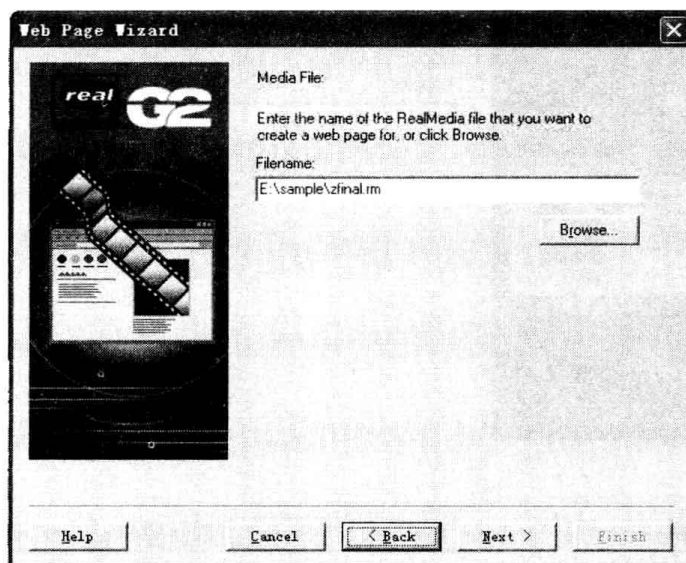 Web Page Wizard
real G2
Media File:
Enter the name of the RealMedia file that you want to
create a web page for, or click Browse.
Filename:
E:\sample\zfinal.rm
Browse...
Help
Cancel
< Back
Next >
Finish